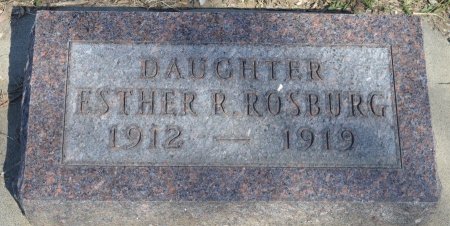 DAUGHTER
ESTHER R. ROSBURG
1912 — 1919